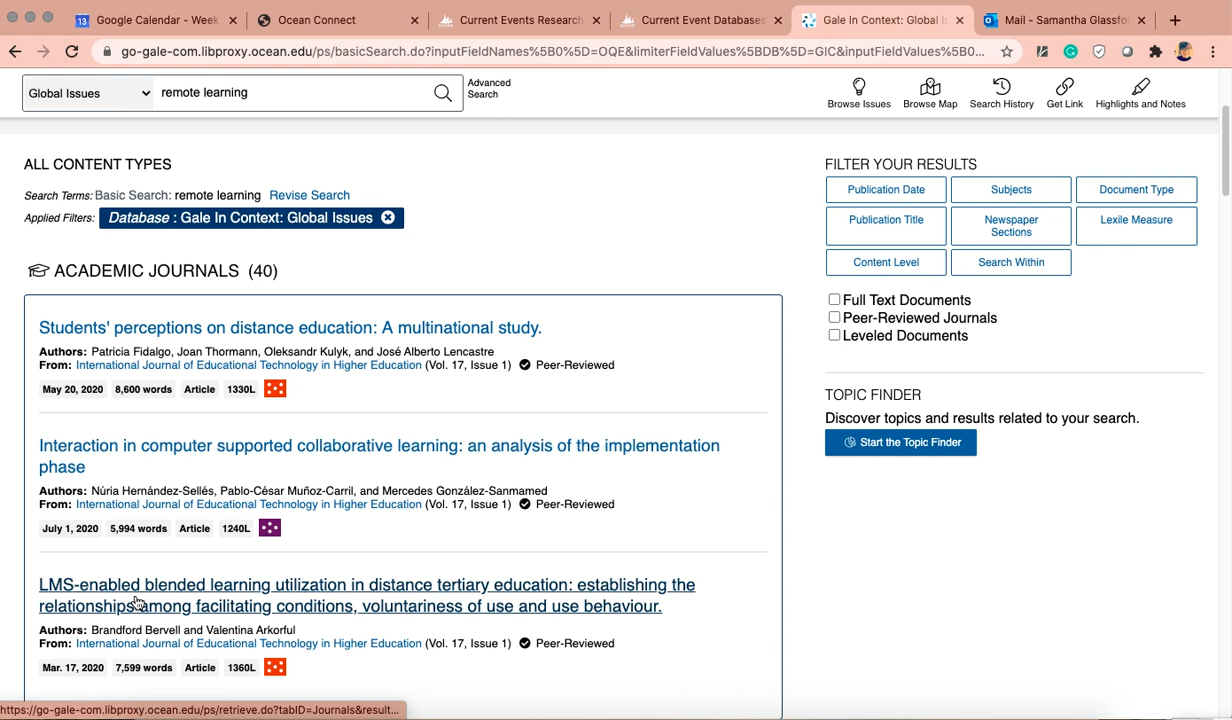 Google Calendar - Week
Ocean Connect
Current Events Research
Current Event Databases
Gale In Context: Global I
Mail - Samantha Glassfor
go-gale-com.libproxy.ocean.edu/ps/basicSearch.do?inputFieldNames%5B0%5D=OQE&limiterFieldValues%5BDB%5D=GIC&inputFieldValues%5B0...
Global Issues
remote learning
Advanced
Search
Browse Issues
Browse Map
Search History
Get Link
Highlights and Notes
ALL CONTENT TYPES
Search Terms: Basic Search: remote learning Revise Search
Applied Filters: Database : Gale In Context: Global Issues
ACADEMIC JOURNALS (40)
Students' perceptions on distance education: A multinational study.
Authors: Patricia Fidalgo, Joan Thormann, Oleksandr Kulyk, and José Alberto Lencastre
From: International Journal of Educational Technology in Higher Education (Vol. 17, Issue 1) Peer-Reviewed
May 20, 2020 8,600 words Article 1330L
Interaction in computer supported collaborative learning: an analysis of the implementation
phase
Authors: Núria Hernández-Sellés, Pablo-César Muñoz-Carril, and Mercedes González-Sanmamed
From: International Journal of Educational Technology in Higher Education (Vol. 17, Issue 1) Peer-Reviewed
July 1, 2020 5,994 words Article 1240L
LMS-enabled blended learning utilization in distance tertiary education: establishing the
relationships among facilitating conditions, voluntariness of use and use behaviour.
Authors: Brandford Bervell and Valentina Arkorful
From: International Journal of Educational Technology in Higher Education (Vol. 17, Issue 1) Peer-Reviewed
Mar. 17, 2020 7,599 words Article 1360L
FILTER YOUR RESULTS
Publication Date
Subjects
Document Type
Publication Title
Newspaper
Sections
Lexile Measure
Content Level
Search Within
Full Text Documents
Peer-Reviewed Journals
Leveled Documents
TOPIC FINDER
Discover topics and results related to your search.
Start the Topic Finder
https://go-gale-com.libproxy.ocean.edu/ps/retrieve.do?tabID=Journals&result...